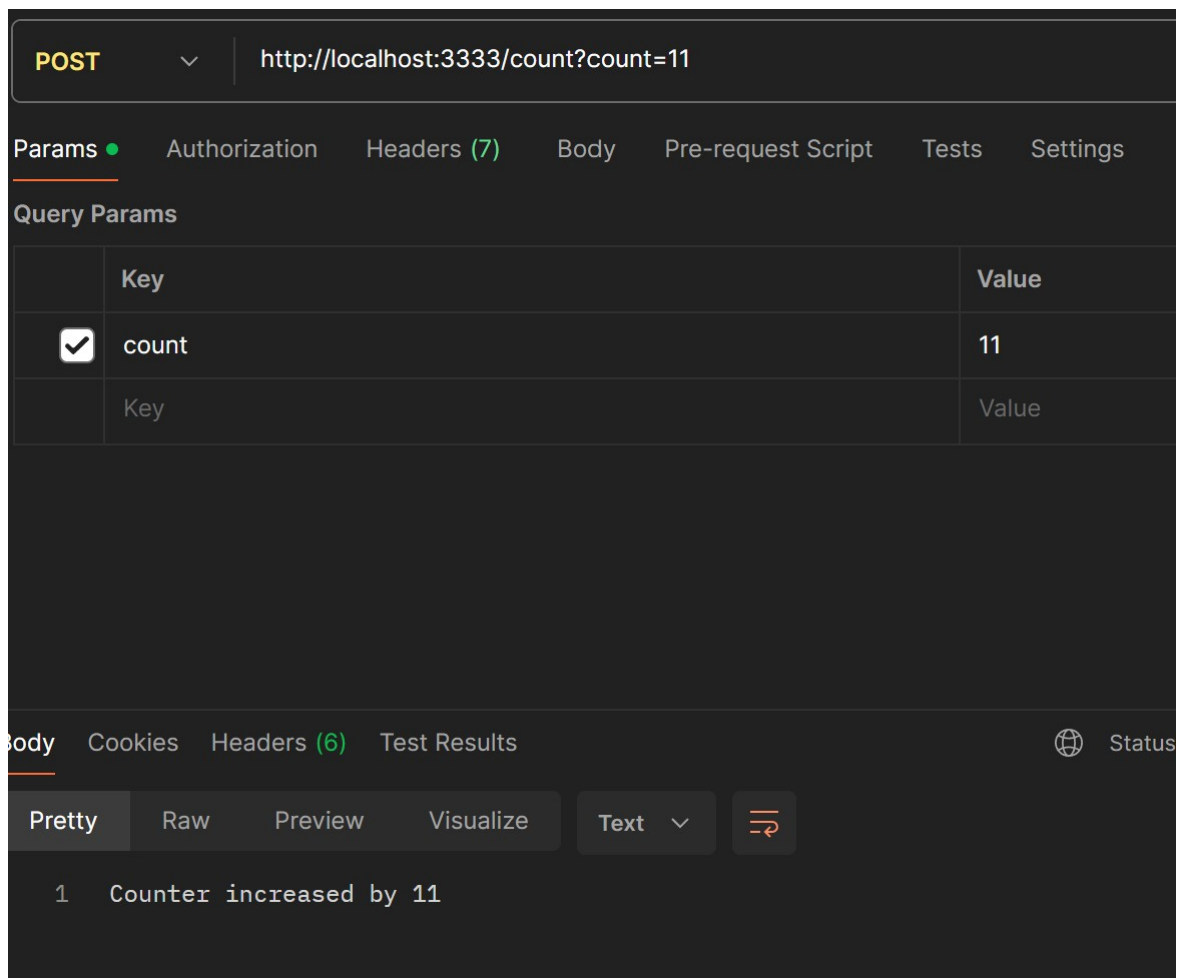 POST http://localhost:3333/count?count=11
Params Authorization Headers (7) Body Pre-request Script Tests Settings
Query Params
Key Value
count 11
Key Value
Body Cookies Headers (6) Test Results Status
Pretty Raw Preview Visualize Text
1 Counter increased by 11